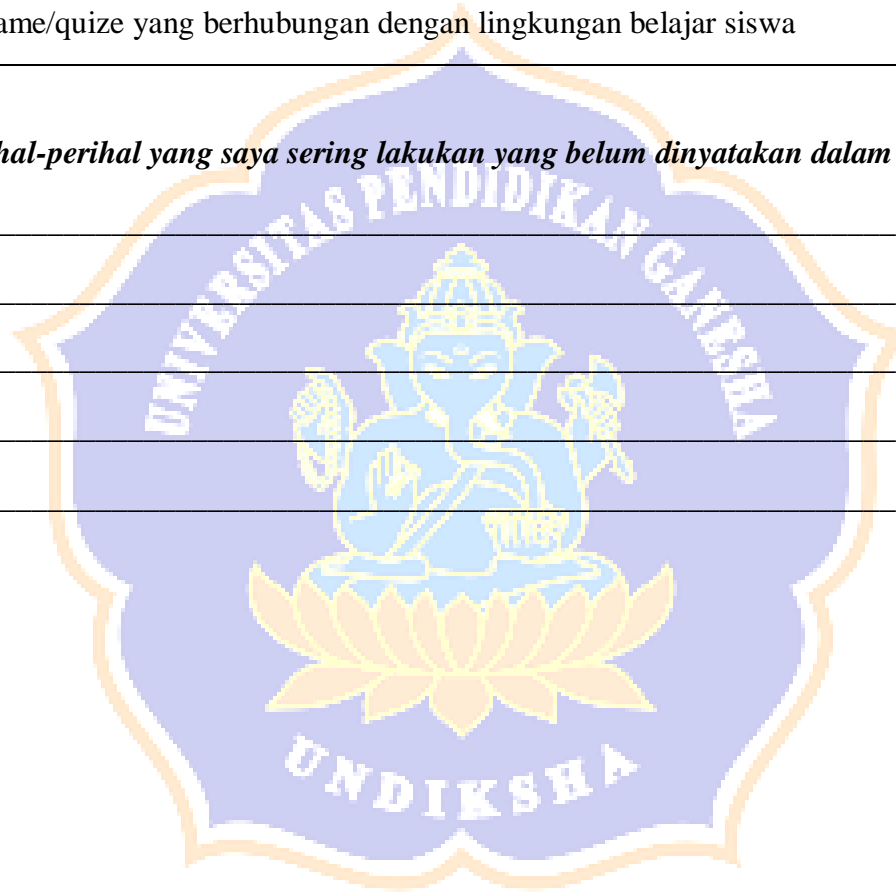 ame/quize yang berhubungan dengan lingkungan belajar siswa
hal-perihal yang saya sering lakukan yang belum dinyatakan dalam
UNIVERSITAS PENDIDIKAN GANESHA
UNDIKSHA